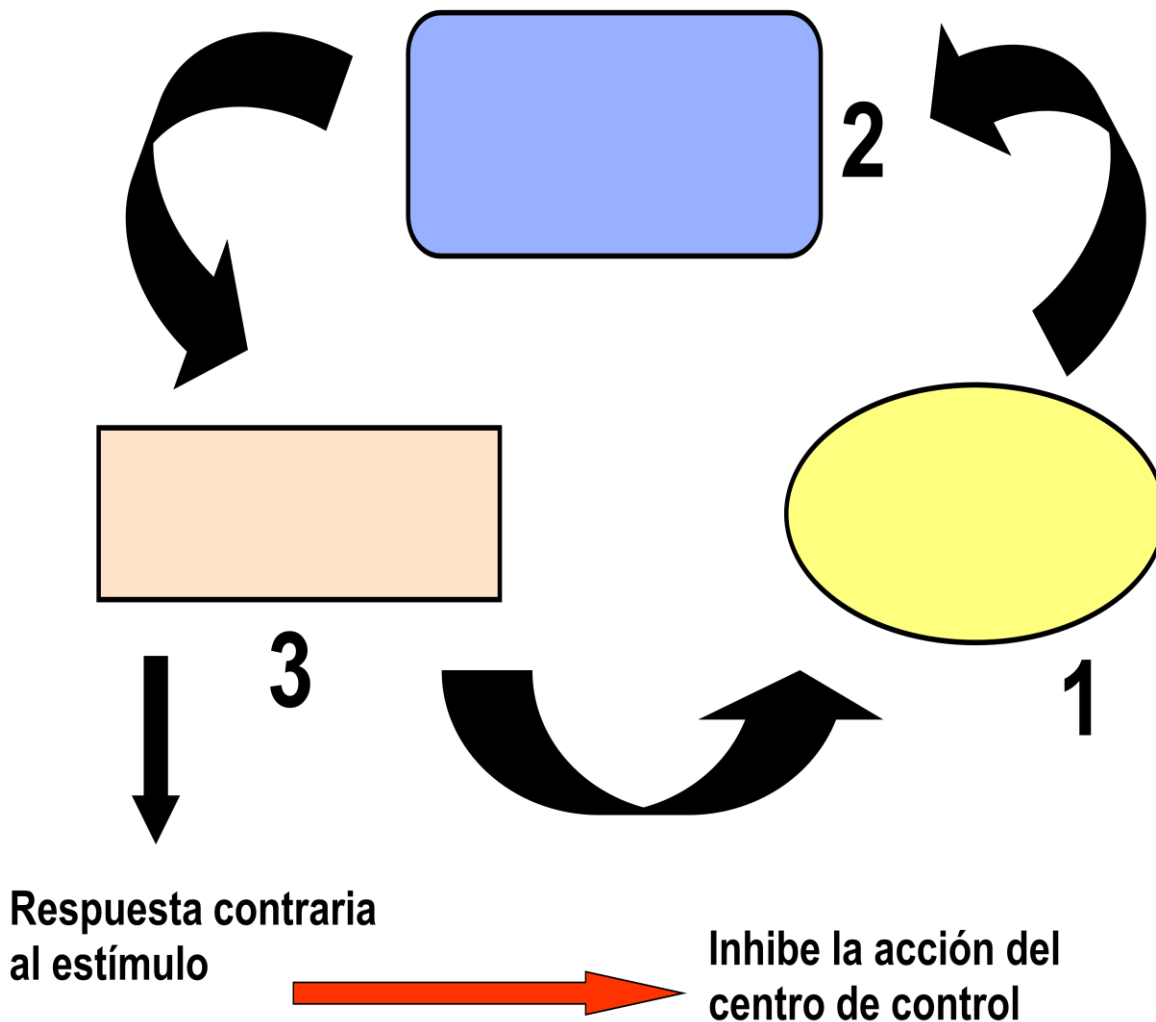 2
3
1
Respuesta contraria
al estímulo
Inhibe la acción del
centro de control